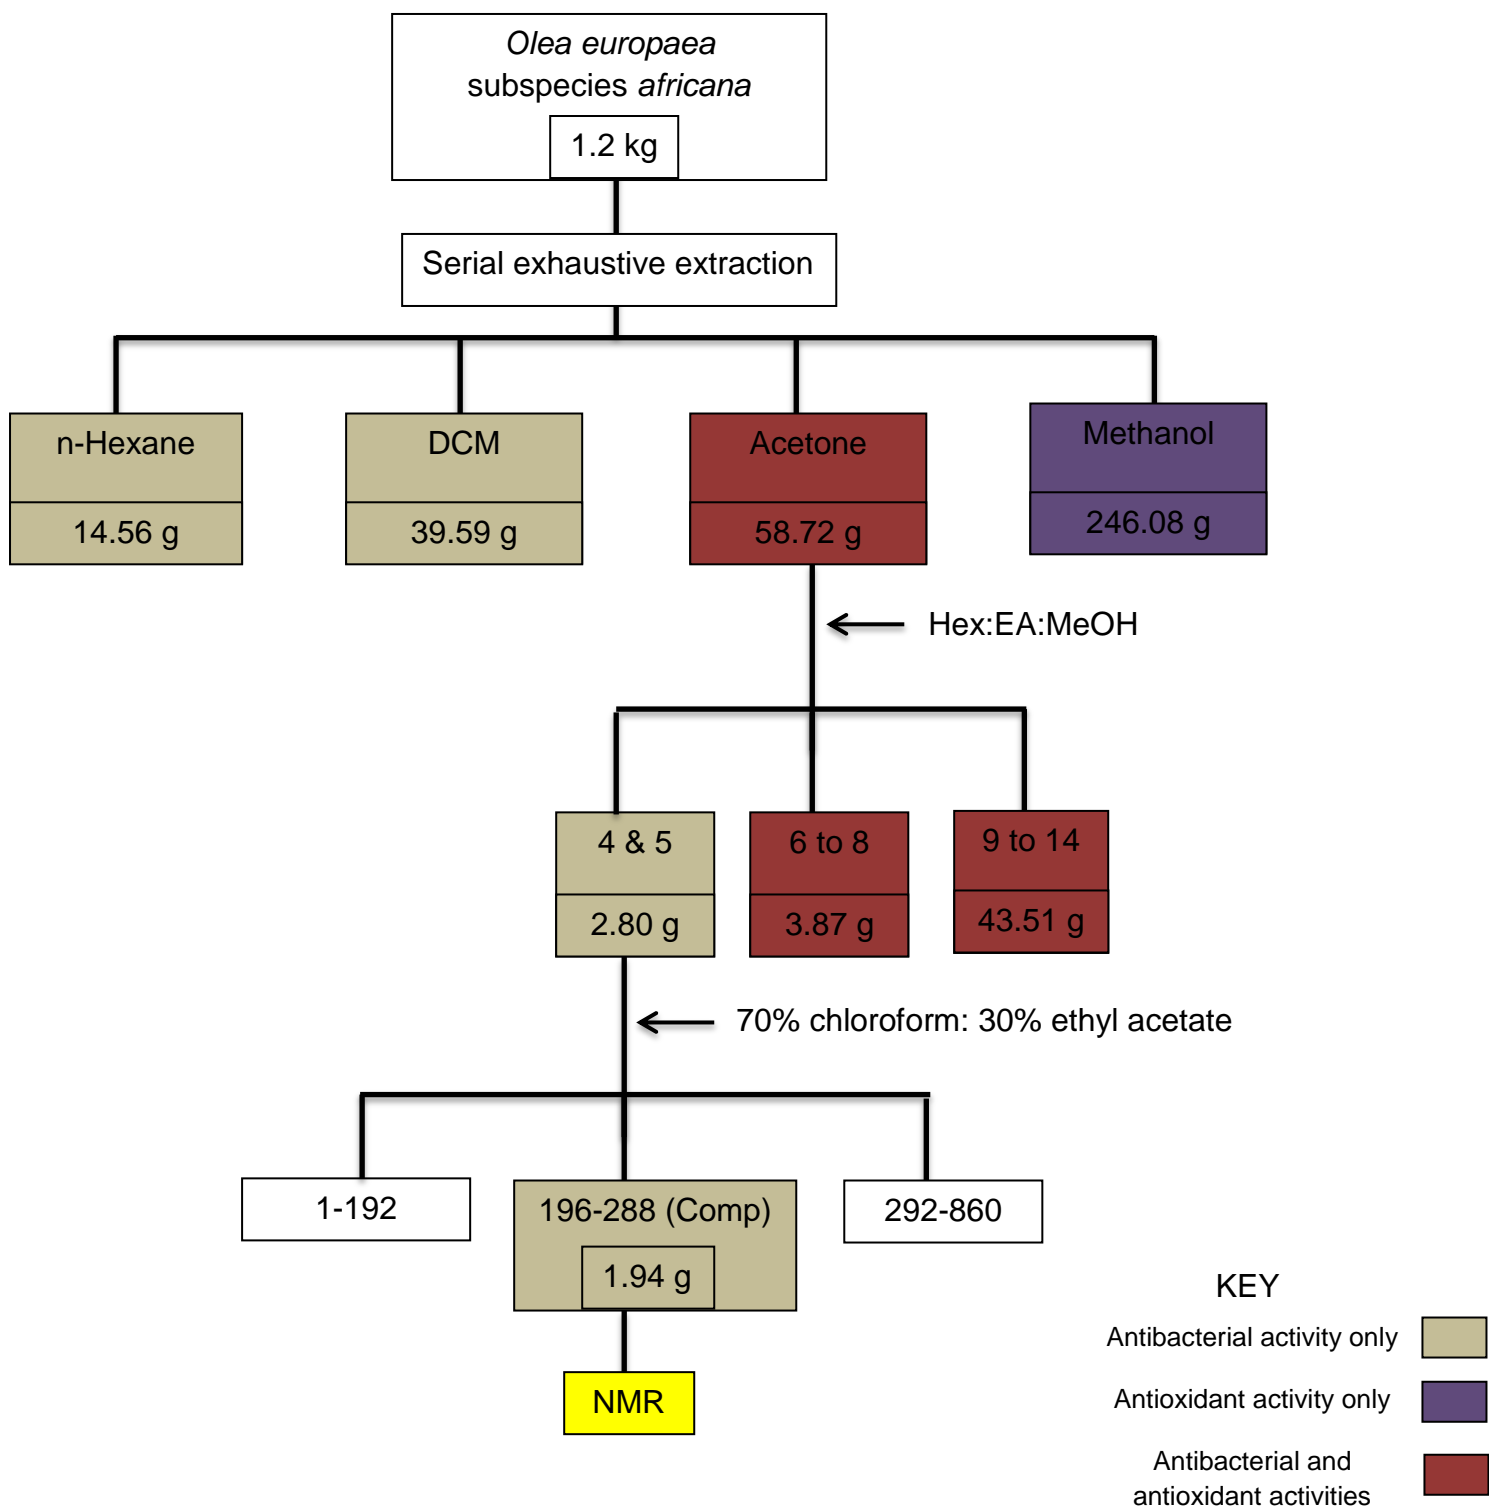 Olea europaea
subspecies africana
1.2 kg
Serial exhaustive extraction
n-Hexane
14.56 g
DCM
39.59 g
Acetone
58.72 g
Methanol
246.08 g
Hex:EA:MeOH
4 & 5
2.80 g
6 to 8
3.87 g
9 to 14
43.51 g
70% chloroform: 30% ethyl acetate
1-192
196-288 (Comp)
1.94 g
292-860
NMR
KEY
Antibacterial activity only
Antioxidant activity only
Antibacterial and
antioxidant activities